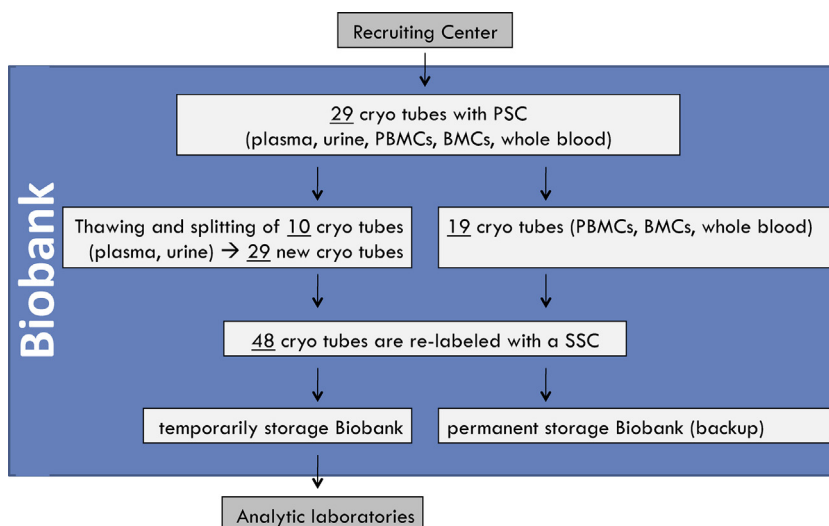 Recruiting Center
Biobank
29 cryo tubes with PSC
(plasma, urine, PBMCs, BMCs, whole blood)
Thawing and splitting of 10 cryo tubes
(plasma, urine) → 29 new cryo tubes
19 cryo tubes (PBMCs, BMCs, whole blood)
48 cryo tubes are re-labeled with a SSC
temporarily storage Biobank
permanent storage Biobank (backup)
Analytic laboratories